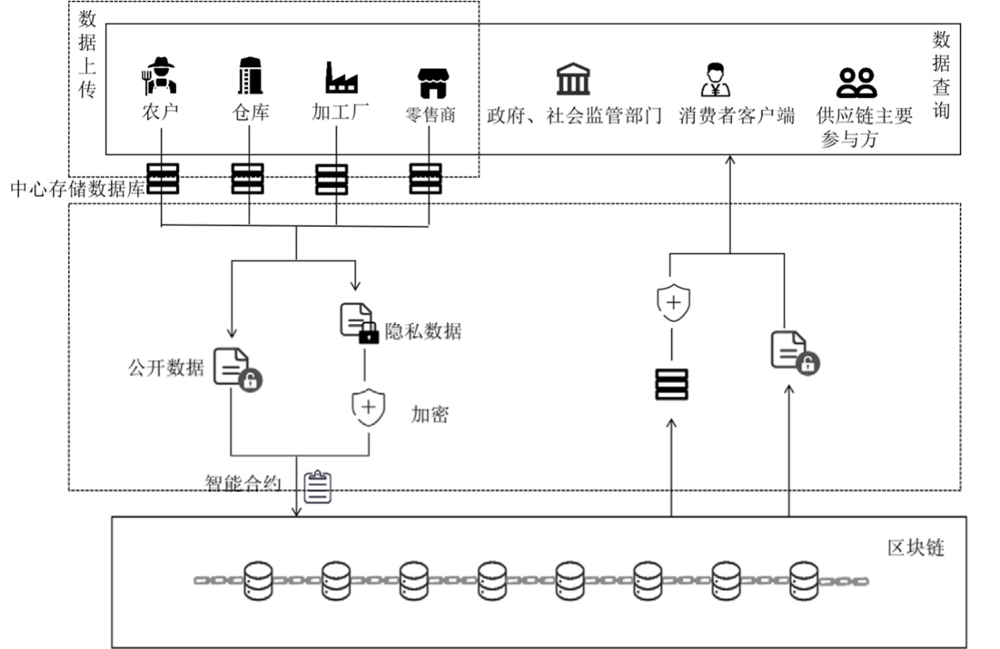 数据上传
数据查询
农户
仓库
加工厂
零售商
政府、社会监管部门
消费者客户端
供应链主要
参与方
中心存储数据库
隐私数据
公开数据
加密
智能合约
区块链